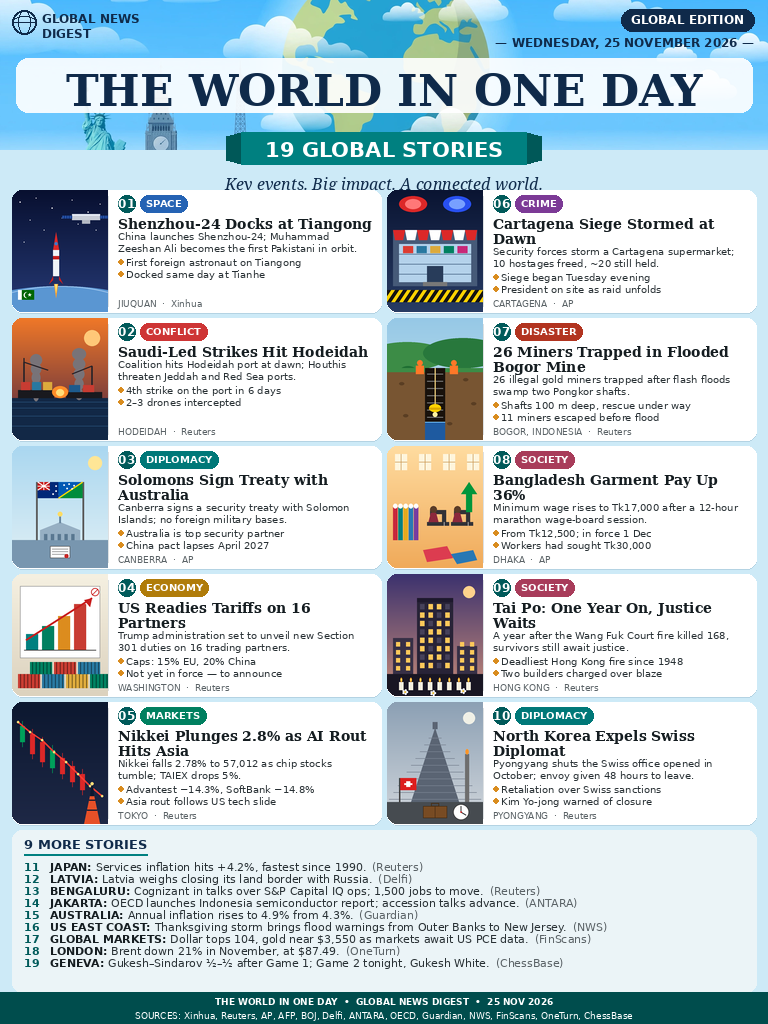 GLOBAL NEWS
DIGEST
GLOBAL EDITION
— WEDNESDAY, 25 NOVEMBER 2026 —
THE WORLD IN ONE DAY
19 GLOBAL STORIES
Key events. Big impact. A connected world.
01 SPACE
Shenzhou-24 Docks at Tiangong
China launches Shenzhou-24; Muhammad
Zeeshan Ali becomes the first Pakistani in orbit.
◆ First foreign astronaut on Tiangong
◆ Docked same day at Tianhe
JIUQUAN · Xinhua
02 CONFLICT
Saudi-Led Strikes Hit Hodeidah
Coalition hits Hodeidah port at dawn; Houthis
threaten Jeddah and Red Sea ports.
◆ 4th strike on the port in 6 days
◆ 2–3 drones intercepted
HODEIDAH · Reuters
03 DIPLOMACY
Solomons Sign Treaty with
Australia
Canberra signs a security treaty with Solomon
Islands; no foreign military bases.
◆ Australia is top security partner
◆ China pact lapses April 2027
CANBERRA · AP
04 ECONOMY
US Readies Tariffs on 16
Partners
Trump administration set to unveil new Section
301 duties on 16 trading partners.
◆ Caps: 15% EU, 20% China
◆ Not yet in force — to announce
WASHINGTON · Reuters
05 MARKETS
Nikkei Plunges 2.8% as AI Rout
Hits Asia
Nikkei falls 2.78% to 57,012 as chip stocks
tumble; TAIEX drops 5%.
◆ Advantest −14.3%, SoftBank −14.8%
◆ Asia rout follows US tech slide
TOKYO · Reuters
06 CRIME
Cartagena Siege Stormed at
Dawn
Security forces storm a Cartagena supermarket;
10 hostages freed, ~20 still held.
◆ Siege began Tuesday evening
◆ President on site as raid unfolds
CARTAGENA · AP
07 DISASTER
26 Miners Trapped in Flooded
Bogor Mine
26 illegal gold miners trapped after flash floods
swamp two Pongkor shafts.
◆ Shafts 100 m deep, rescue under way
◆ 11 miners escaped before flood
BOGOR, INDONESIA · Reuters
08 SOCIETY
Bangladesh Garment Pay Up
36%
Minimum wage rises to Tk17,000 after a 12-hour
marathon wage-board session.
◆ From Tk12,500; in force 1 Dec
◆ Workers had sought Tk30,000
DHAKA · AP
09 SOCIETY
Tai Po: One Year On, Justice
Waits
A year after the Wang Fuk Court fire killed 168,
survivors still await justice.
◆ Deadliest Hong Kong fire since 1948
◆ Two builders charged over blaze
HONG KONG · Reuters
10 DIPLOMACY
North Korea Expels Swiss
Diplomat
Pyongyang shuts the Swiss office opened in
October; envoy given 48 hours to leave.
◆ Retaliation over Swiss sanctions
◆ Kim Yo-jong warned of closure
PYONGYANG · Reuters
9 MORE STORIES
11 JAPAN: Services inflation hits +4.2%, fastest since 1990. (Reuters)
12 LATVIA: Latvia weighs closing its land border with Russia. (Delfi)
13 BENGALURU: Cognizant in talks over S&P Capital IQ ops; 1,500 jobs to move. (Reuters)
14 JAKARTA: OECD launches Indonesia semiconductor report; accession talks advance. (ANTARA)
15 AUSTRALIA: Annual inflation rises to 4.9% from 4.3%. (Guardian)
16 US EAST COAST: Thanksgiving storm brings flood warnings from Outer Banks to New Jersey. (NWS)
17 GLOBAL MARKETS: Dollar tops 104, gold near $3,550 as markets await US PCE data. (FinScans)
18 LONDON: Brent down 21% in November, at $87.49. (OneTurn)
19 GENEVA: Gukesh–Sindarov ½–½ after Game 1; Game 2 tonight, Gukesh White. (ChessBase)
THE WORLD IN ONE DAY • GLOBAL NEWS DIGEST • 25 NOV 2026
SOURCES: Xinhua, Reuters, AP, AFP, BOJ, Delfi, ANTARA, OECD, Guardian, NWS, FinScans, OneTurn, ChessBase